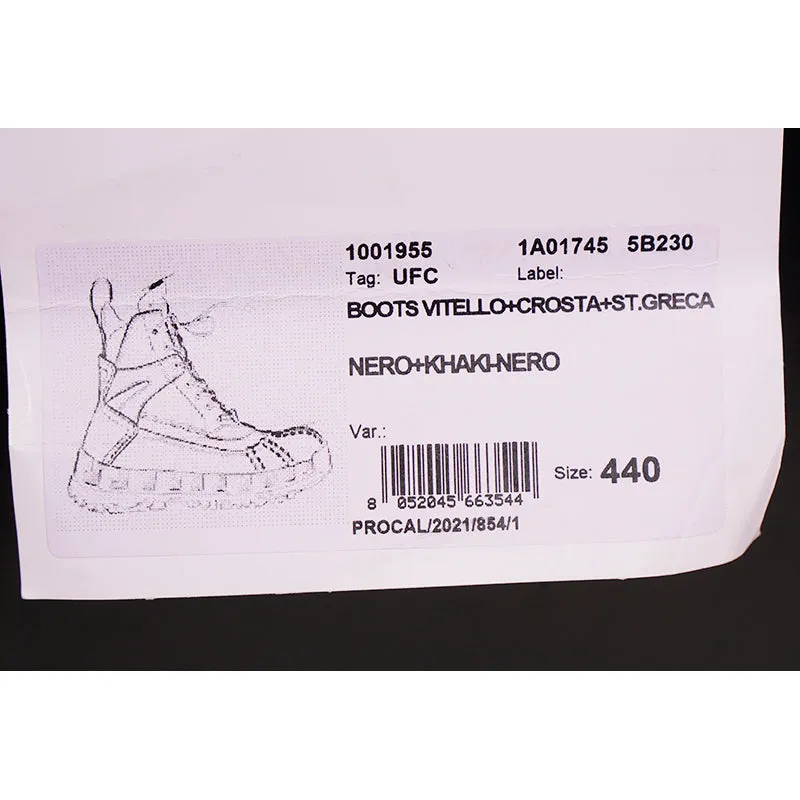 1001955 1A01745 5B230
Tag: UFC Label:
BOOTS VITELLO+CROSTA+ST.GRECA
NERO+KHAKI-NERO
Var.:
Size: 440
8 052045 663544
PROCAL/2021/854/1